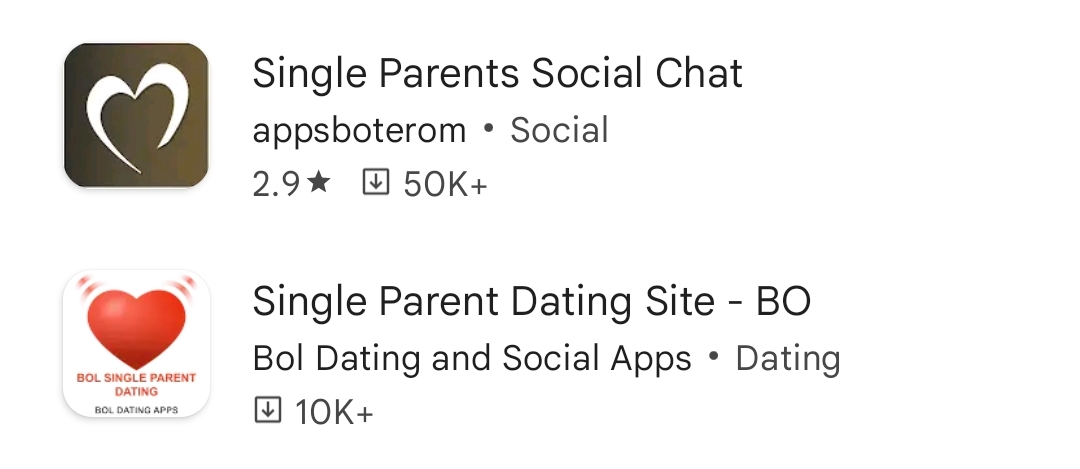 Single Parents Social Chat
appsboterom • Social
2.9★ 50K+
BOL SINGLE PARENT
DATING
BOL DATING APPS
Single Parent Dating Site - BO
Bol Dating and Social Apps • Dating
10K+